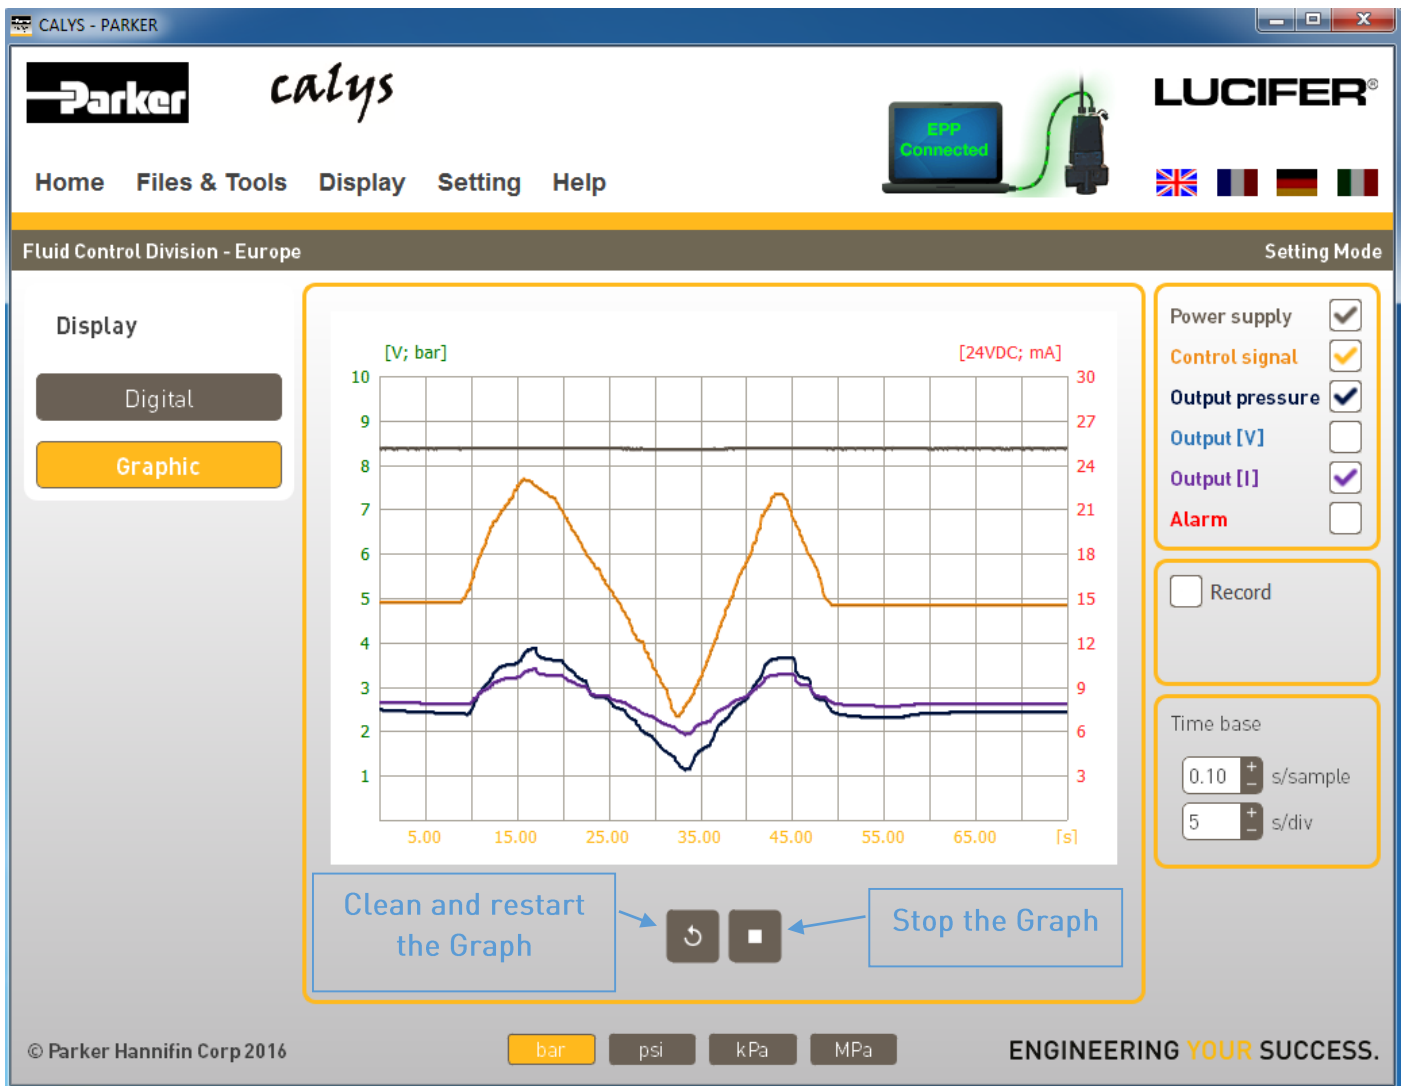 CALYS - PARKER
Parker
calys
EPP
Connected
LUCIFER®
Home Files & Tools Display Setting Help
Fluid Control Division - Europe
Setting Mode
Display
Digital
Graphic
[V; bar]
[24VDC; mA]
10
9
8
7
6
5
4
3
2
1
30
27
24
21
18
15
12
9
6
3
5.00 15.00 25.00 35.00 45.00 55.00 65.00 [s]
Power supply
Control signal
Output pressure
Output [V]
Output [I]
Alarm
Record
Time base
0.10 + − s/sample
5 + − s/div
Clean and restart
the Graph
Stop the Graph
© Parker Hannifin Corp 2016
bar psi kPa MPa
ENGINEERING YOUR SUCCESS.